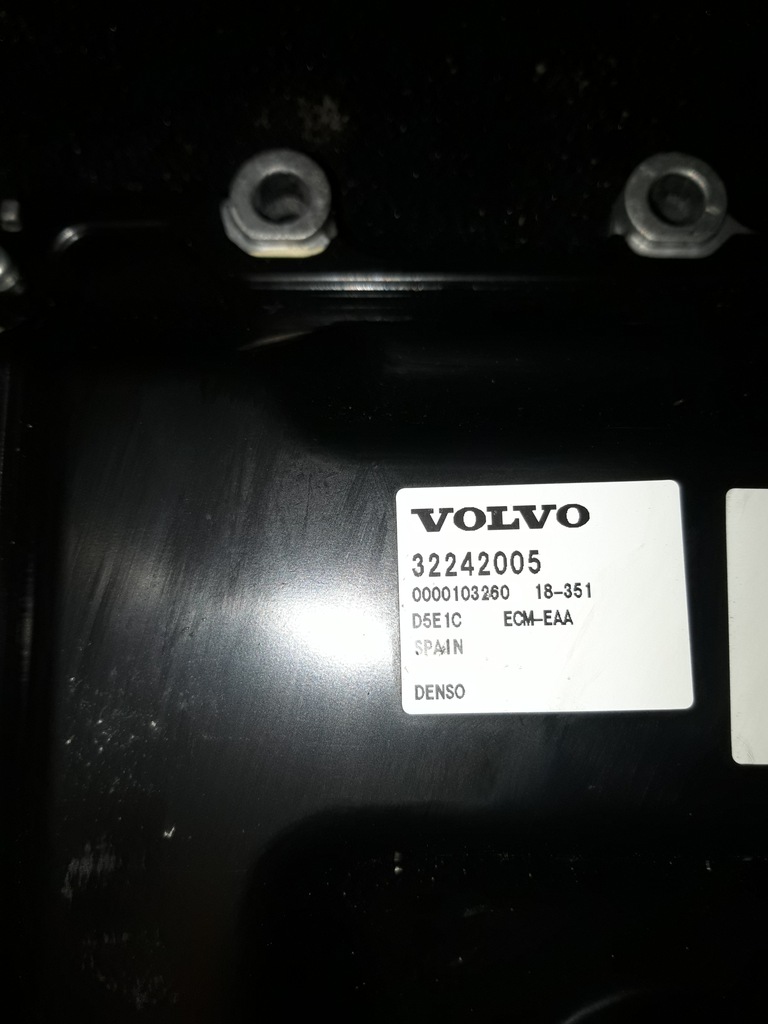 VOLVO
32242005
0000103260 18-351
D5E1C ECM-EAA
SPAIN
DENSO